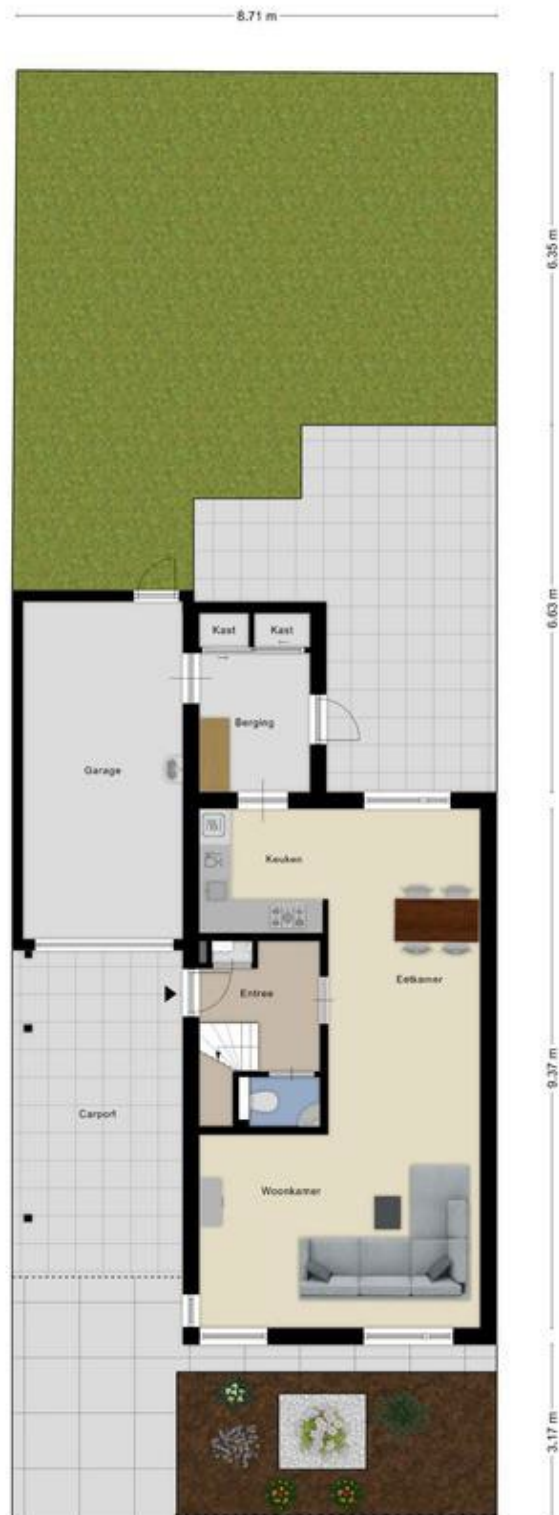 8.71 m
6.35 m
Kast
Kast
6.63 m
Berging
Garage
Keuken
Eetkamer
Entree
9.37 m
Carport
Woonkamer
3.17 m